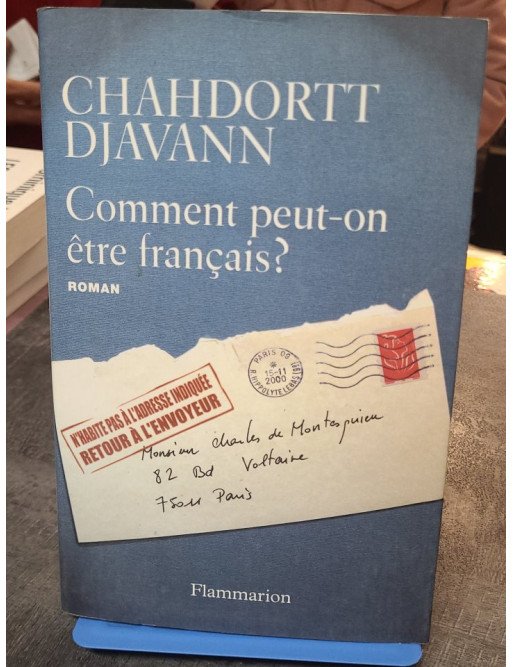 CHAHDORTT
DJAVANN
Comment peut-on
être français?
ROMAN
PARIS 08
15-11
2000
R.HIPPOLYTE LEBAS (9E)
N'HABITE PAS À L'ADRESSE INDIQUÉE
RETOUR À L'ENVOYEUR
Monsieur Charles de Montesquieu
82 Bd Voltaire
75011 Paris
Flammarion